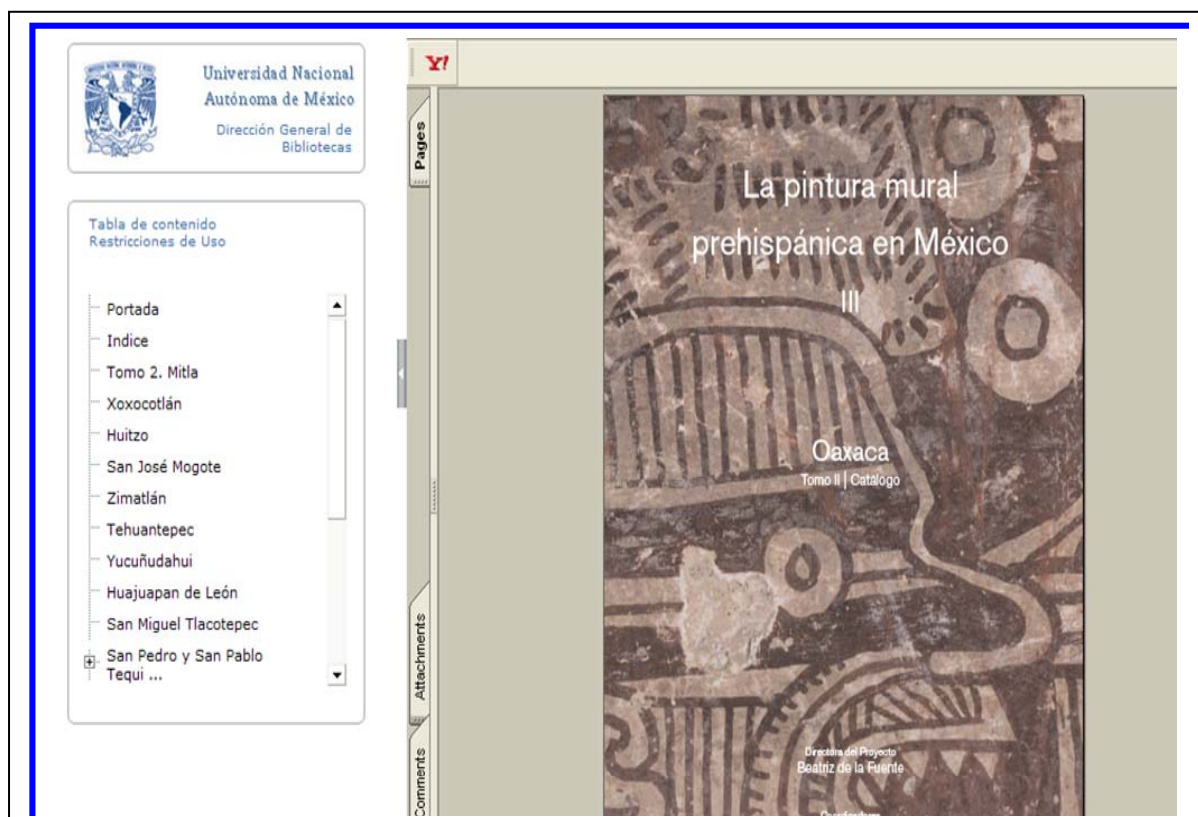 Universidad Nacional
Autónoma de México
Dirección General de
Bibliotecas
Tabla de contenido
Restricciones de Uso
Portada
Indice
Tomo 2. Mitla
Xoxocotlán
Huitzo
San José Mogote
Zimatlán
Tehuantepec
Yucuñudahui
Huajuapan de León
San Miguel Tlacotepec
San Pedro y San Pablo
Tequi ...
Y!
Pages
Attachments
Comments
La pintura mural
prehispánica en México
III
Oaxaca
Tomo II | Catálogo
Directora del Proyecto
Beatriz de la Fuente